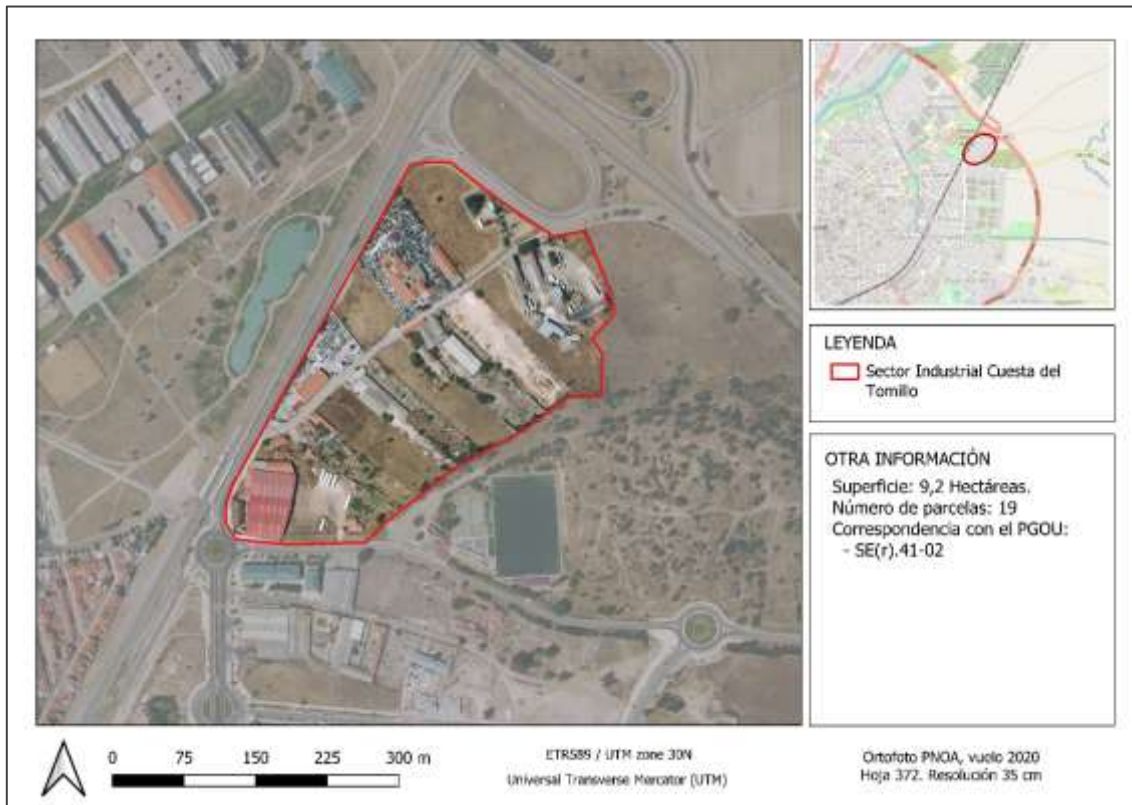 LEYENDA
Sector Industrial Cuesta del
Tomillo
OTRA INFORMACIÓN
Superficie: 9,2 Hectáreas.
Número de parcelas: 19
Correspondencia con el PGOU:
- SE(r).41-02
0 75 150 225 300 m
ETRS89 / UTM zone 30N
Universal Transverse Mercator (UTM)
Ortofoto PNOA, vuelo 2020
Hoja 372. Resolución 35 cm